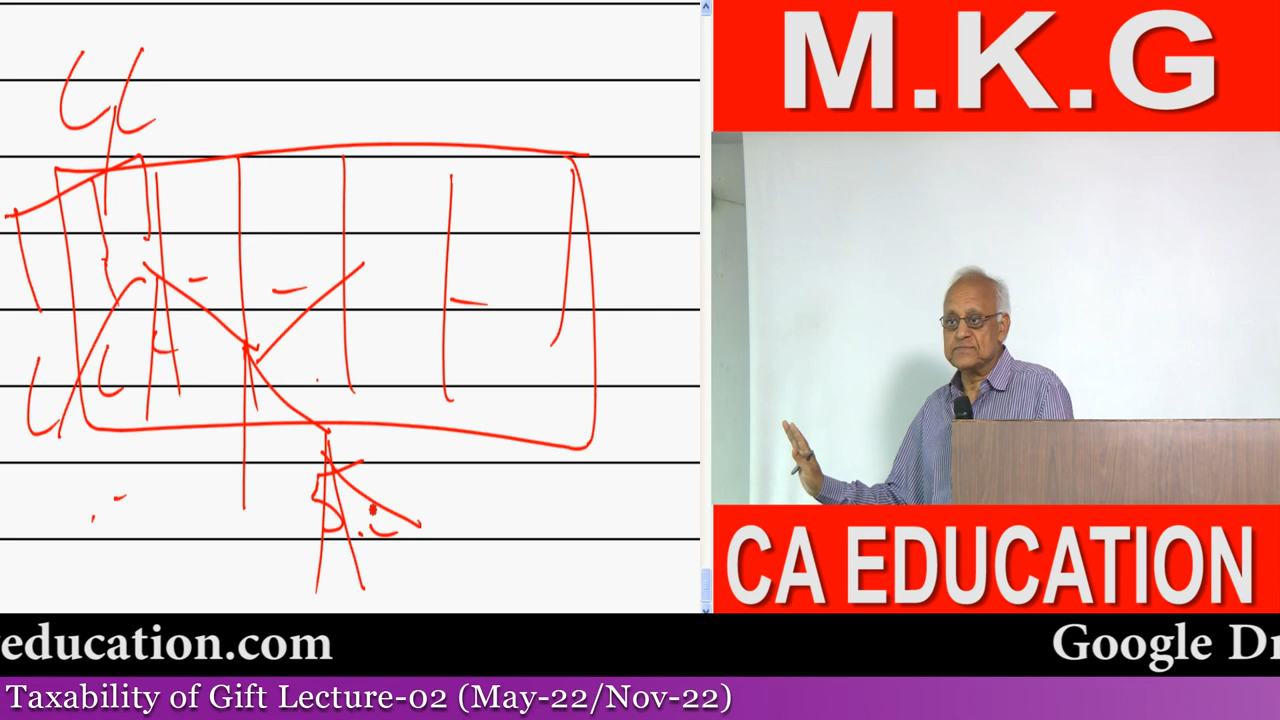 M.K.G
CA EDUCATION
education.com
Google Dr
Taxability of Gift Lecture-02 (May-22/Nov-22)